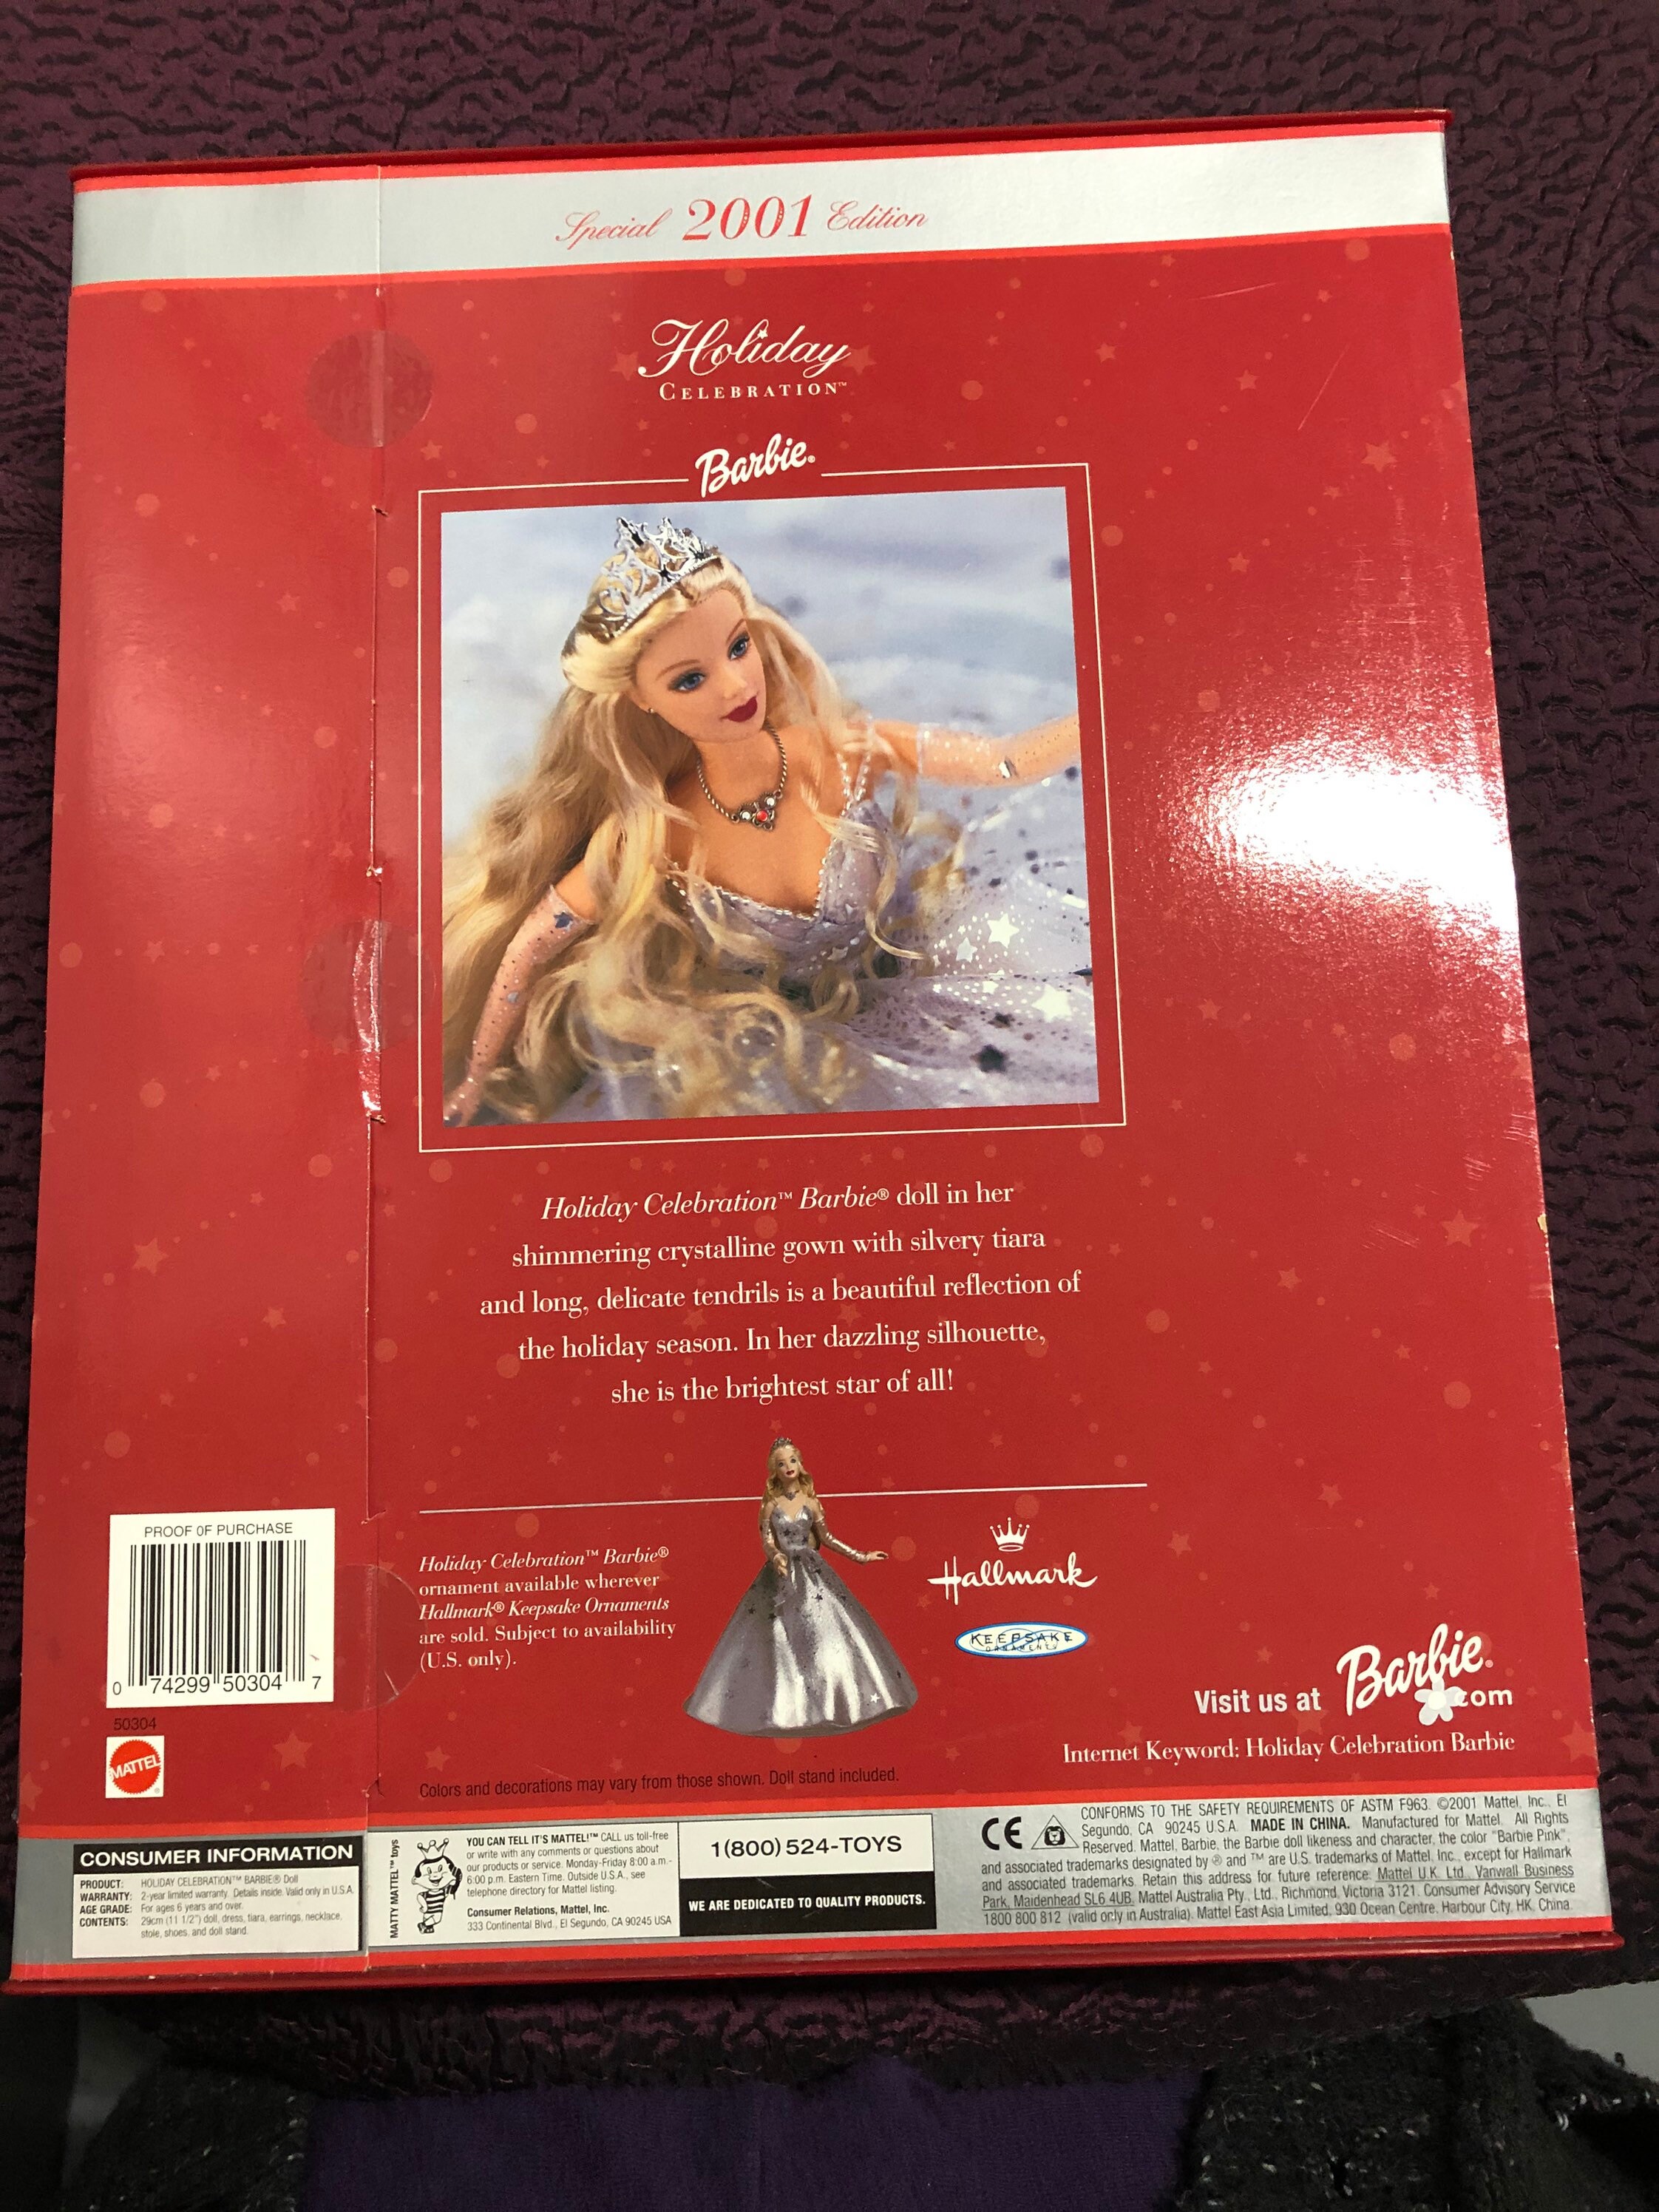 Special 2001 Edition
Holiday
CELEBRATION™
Barbie®
Holiday Celebration™ Barbie® doll in her
shimmering crystalline gown with silvery tiara
and long, delicate tendrils is a beautiful reflection of
the holiday season. In her dazzling silhouette,
she is the brightest star of all!
PROOF OF PURCHASE
0 74299 50304 7
50304
MATTEL®
Holiday Celebration™ Barbie®
ornament available wherever
Hallmark® Keepsake Ornaments
are sold. Subject to availability
(U.S. only).
Hallmark
KEEPSAKE
ORNAMENTS
Visit us at Barbie®.com
Internet Keyword: Holiday Celebration Barbie
Colors and decorations may vary from those shown. Doll stand included.
CONSUMER INFORMATION
PRODUCT: HOLIDAY CELEBRATION™ BARBIE® Doll
WARRANTY: 2-year limited warranty. Details inside. Valid only in U.S.A.
AGE GRADE: For ages 6 years and over.
CONTENTS: 29cm (11 1/2") doll, dress, tiara, earrings, necklace,
stole, shoes, and doll stand.
MATTY MATTEL™ toys
YOU CAN TELL IT'S MATTEL!™ CALL us toll-free
or write with any comments or questions about
our products or service. Monday-Friday 8:00 a.m.-
6:00 p.m. Eastern Time. Outside U.S.A., see
telephone directory for Mattel listing.
Consumer Relations, Mattel, Inc.
333 Continental Blvd., El Segundo, CA 90245 USA
1(800) 524-TOYS
WE ARE DEDICATED TO QUALITY PRODUCTS.
CE
CONFORMS TO THE SAFETY REQUIREMENTS OF ASTM F963. ©2001 Mattel, Inc., El
Segundo, CA 90245 U.S.A. MADE IN CHINA. Manufactured for Mattel. All Rights
Reserved. Mattel, Barbie, the Barbie doll likeness and character, the color "Barbie Pink",
and associated trademarks designated by ® and ™ are U.S. trademarks of Mattel, Inc., except for Hallmark
and associated trademarks. Retain this address for future reference: Mattel U.K. Ltd., Vanwall Business
Park, Maidenhead SL6 4UB. Mattel Australia Pty., Ltd., Richmond, Victoria 3121. Consumer Advisory Service
1800 800 812 (valid only in Australia). Mattel East Asia Limited, 930 Ocean Centre, Harbour City, HK, China.